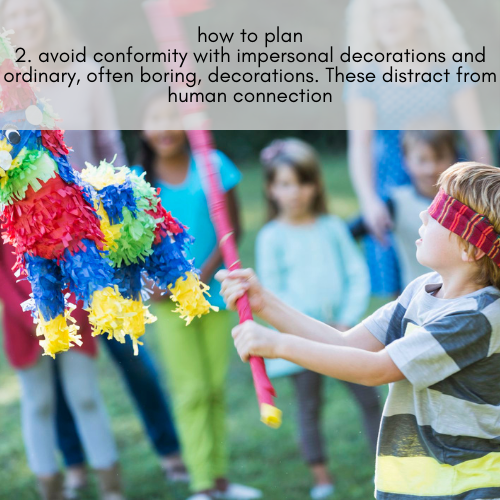 how to plan
2. avoid conformity with impersonal decorations and
ordinary, often boring, decorations. These distract from
human connection